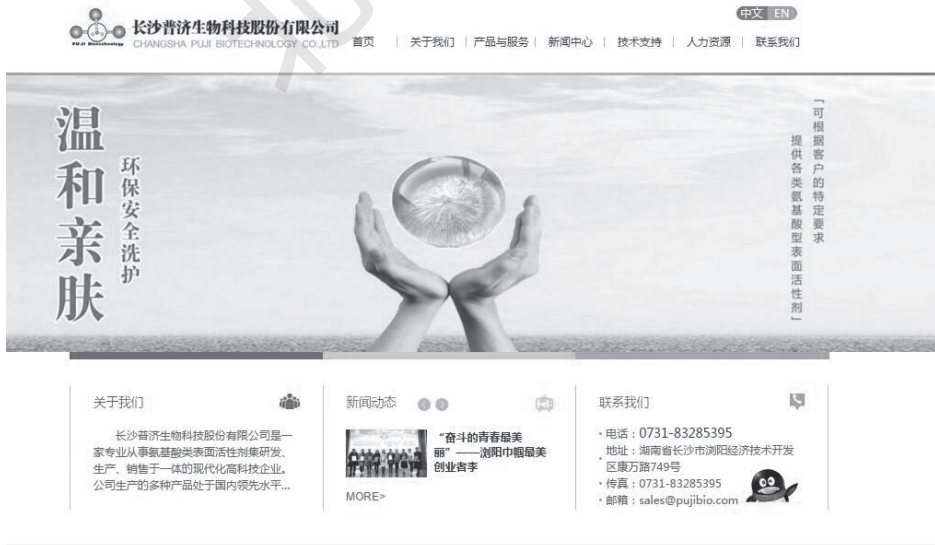 中文 EN
长沙普济生物科技股份有限公司
PUJI Biotechnology
CHANGSHA PUJI BIOTECHNOLOGY CO.,LTD
首页 | 关于我们 | 产品与服务 | 新闻中心 | 技术支持 | 人力资源 | 联系我们
温和亲肤
环保安全洗护
「可根据客户的特定要求
提供各类氨基酸型表面活性剂」
关于我们
长沙普济生物科技股份有限公司是一
家专业从事氨基酸类表面活性剂集研发、
生产、销售于一体的现代化高科技企业。
公司生产的多种产品处于国内领先水平...
新闻动态
“奋斗的青春最美
丽”——浏阳巾帼最美
创业者李
MORE>
联系我们
·电话：0731-83285395
地址：湖南省长沙市浏阳经济技术开发
区康万路749号
·传真：0731-83285395
·邮箱：sales@pujibio.com